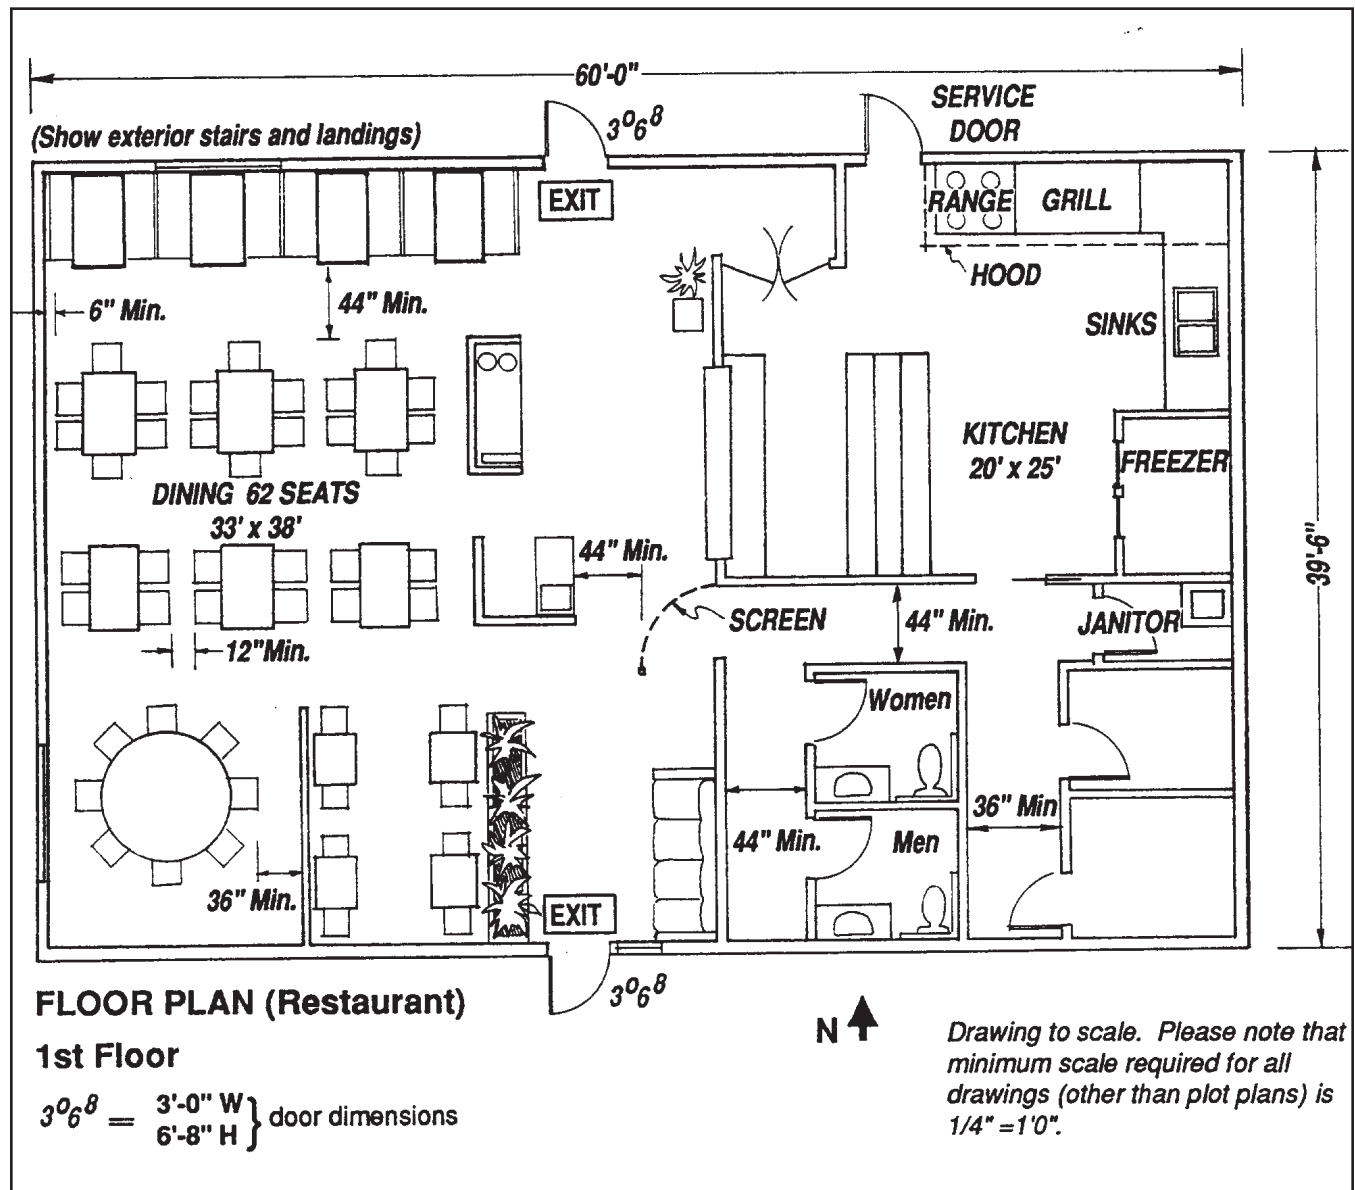 60'-0"
SERVICE
DOOR
3⁰6⁸
(Show exterior stairs and landings)
EXIT
RANGE
GRILL
HOOD
6" Min.
44" Min.
SINKS
KITCHEN
20' x 25'
FREEZER
DINING 62 SEATS
33' x 38'
44" Min.
39'-6"
SCREEN
44" Min.
JANITOR
12"Min.
Women
36" Min
44" Min.
Men
36" Min.
EXIT
3⁰6⁸
FLOOR PLAN (Restaurant)
1st Floor
3⁰6⁸ = 3'-0" W
6'-8" H } door dimensions
N
Drawing to scale. Please note that
minimum scale required for all
drawings (other than plot plans) is
1/4" =1'0".